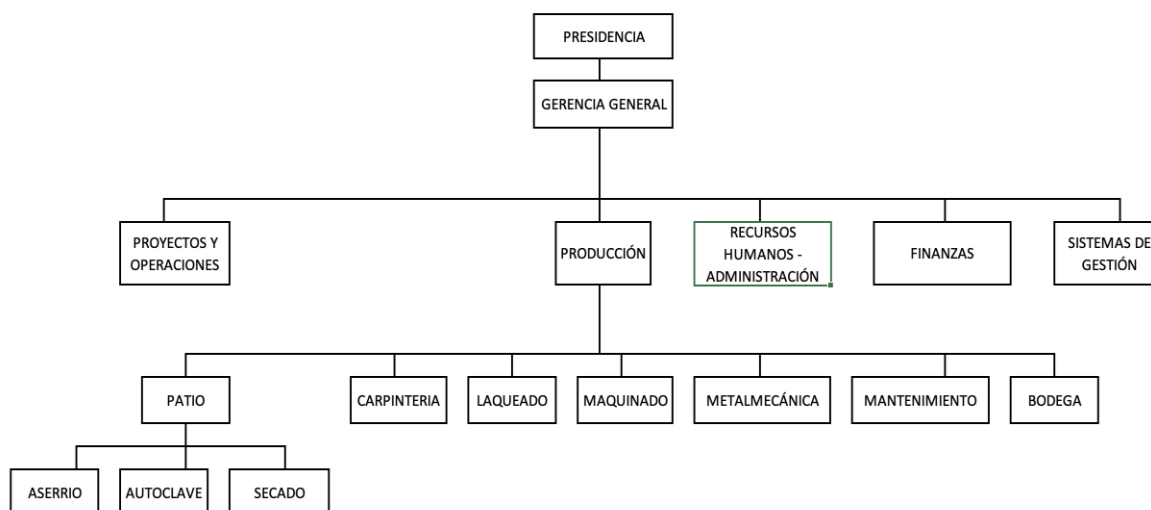 PRESIDENCIA
GERENCIA GENERAL
PROYECTOS Y
OPERACIONES
PRODUCCIÓN
RECURSOS
HUMANOS -
ADMINISTRACIÓN
FINANZAS
SISTEMAS DE
GESTIÓN
PATIO
CARPINTERIA
LAQUEADO
MAQUINADO
METALMECÁNICA
MANTENIMIENTO
BODEGA
ASERRIO
AUTOCLAVE
SECADO